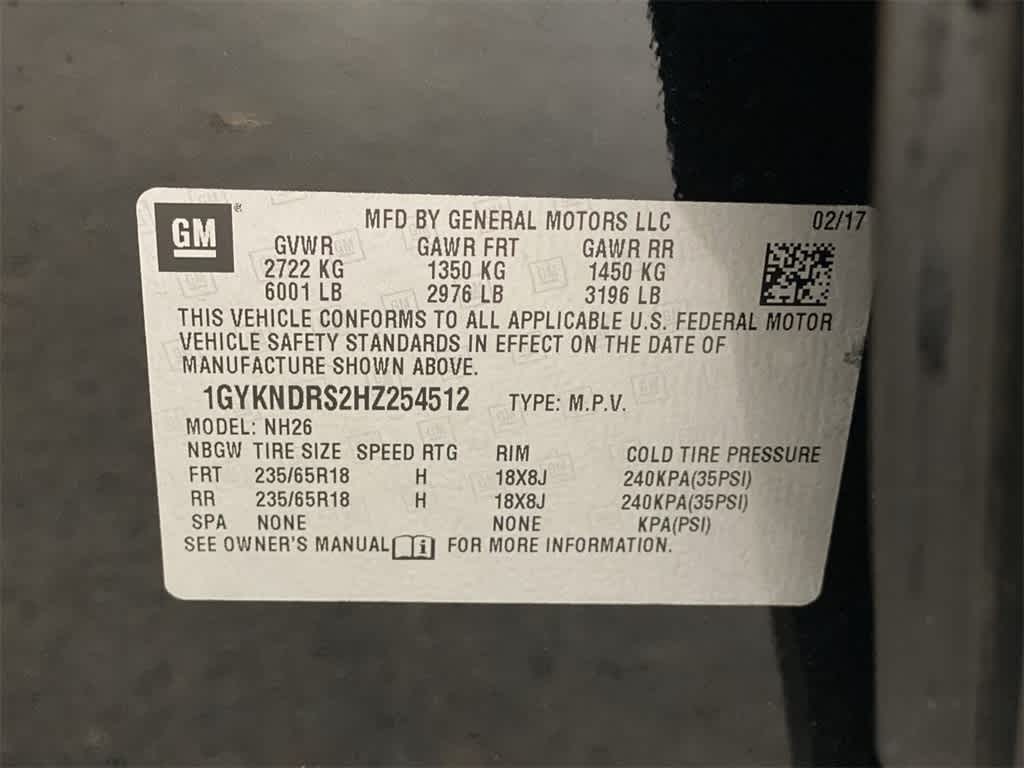 GM®
MFD BY GENERAL MOTORS LLC 02/17
GVWR GAWR FRT GAWR RR
2722 KG 1350 KG 1450 KG
6001 LB 2976 LB 3196 LB
THIS VEHICLE CONFORMS TO ALL APPLICABLE U.S. FEDERAL MOTOR
VEHICLE SAFETY STANDARDS IN EFFECT ON THE DATE OF
MANUFACTURE SHOWN ABOVE.
1GYKNDRS2HZ254512 TYPE: M.P.V.
MODEL: NH26
NBGW TIRE SIZE SPEED RTG RIM COLD TIRE PRESSURE
FRT 235/65R18 H 18X8J 240KPA(35PSI)
RR 235/65R18 H 18X8J 240KPA(35PSI)
SPA NONE NONE KPA(PSI)
SEE OWNER'S MANUAL i FOR MORE INFORMATION.